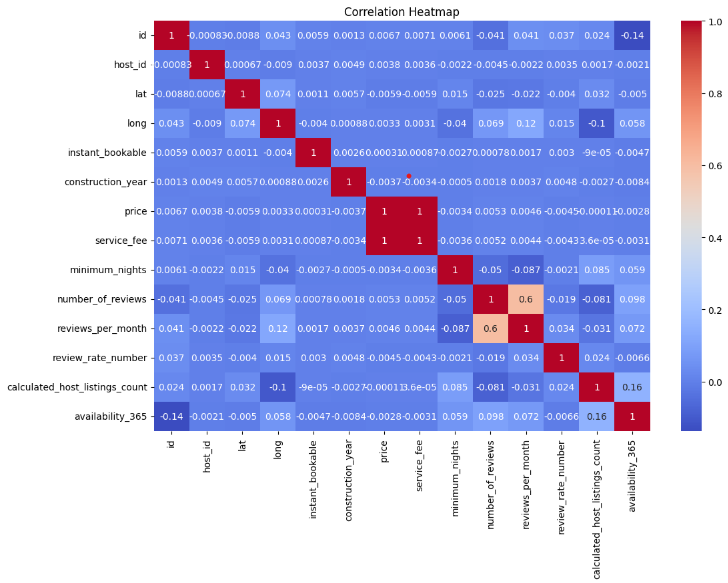 Correlation Heatmap
id 1 -0.00083 -0.0088 0.043 0.0059 0.0013 0.0067 0.0071 0.0061 -0.041 0.041 0.037 0.024 -0.14
host_id -0.00083 1 0.00067 -0.009 0.0037 0.0049 0.0038 0.0036 -0.0022 -0.0045 -0.0022 0.0035 0.0017 -0.0021
lat -0.0088 0.00067 1 0.074 0.0011 0.0057 -0.0059 -0.0059 0.015 -0.025 -0.022 -0.004 0.032 -0.005
long 0.043 -0.009 0.074 1 -0.004 0.00088 0.0033 0.0031 -0.04 0.069 0.12 0.015 -0.1 0.058
instant_bookable 0.0059 0.0037 0.0011 -0.004 1 0.0026 0.00031 0.00087 -0.0027 0.00078 0.0017 0.003 -9e-05 -0.0047
construction_year 0.0013 0.0049 0.0057 0.00088 0.0026 1 -0.0037 -0.0034 -0.0005 0.0018 0.0037 0.0048 -0.0027 -0.0084
price 0.0067 0.0038 -0.0059 0.0033 0.00031 -0.0037 1 1 -0.0034 0.0053 0.0046 -0.0045 -0.00011 -0.0028
service_fee 0.0071 0.0036 -0.0059 0.0031 0.00087 -0.0034 1 1 -0.0036 0.0052 0.0044 -0.0043 3.6e-05 -0.0031
minimum_nights 0.0061 -0.0022 0.015 -0.04 -0.0027 -0.0005 -0.0034 -0.0036 1 -0.05 -0.087 -0.0021 0.085 0.059
number_of_reviews -0.041 -0.0045 -0.025 0.069 0.00078 0.0018 0.0053 0.0052 -0.05 1 0.6 -0.019 -0.081 0.098
reviews_per_month 0.041 -0.0022 -0.022 0.12 0.0017 0.0037 0.0046 0.0044 -0.087 0.6 1 0.034 -0.031 0.072
review_rate_number 0.037 0.0035 -0.004 0.015 0.003 0.0048 -0.0045 -0.0043 -0.0021 -0.019 0.034 1 0.024 -0.0066
calculated_host_listings_count 0.024 0.0017 0.032 -0.1 -9e-05 -0.0027 -0.00011 3.6e-05 0.085 -0.081 -0.031 0.024 1 0.16
availability_365 -0.14 -0.0021 -0.005 0.058 -0.0047 -0.0084 -0.0028 -0.0031 0.059 0.098 0.072 -0.0066 0.16 1
id
host_id
lat
long
instant_bookable
construction_year
price
service_fee
minimum_nights
number_of_reviews
reviews_per_month
review_rate_number
calculated_host_listings_count
availability_365
1.0
0.8
0.6
0.4
0.2
0.0